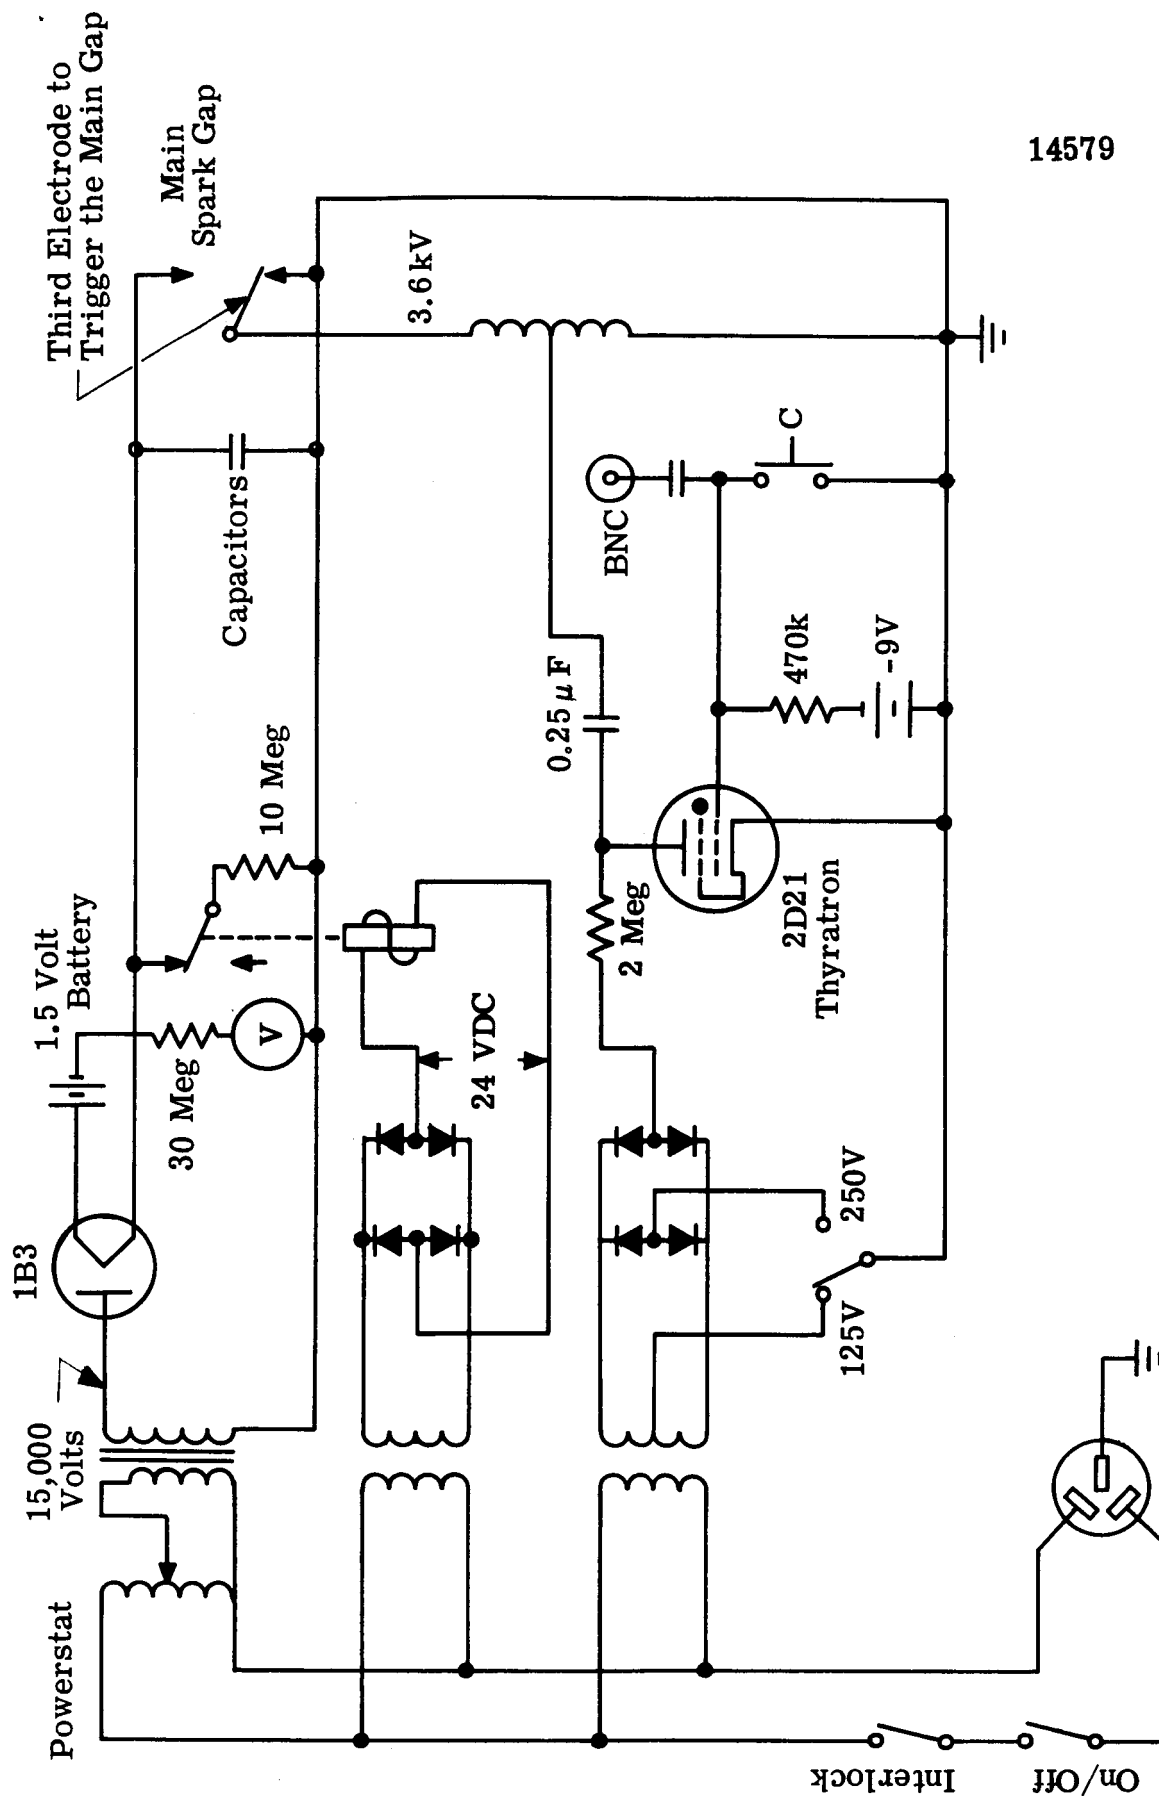 Third Electrode to
Trigger the Main Gap
Main
Spark Gap
14579
3.6kV
Capacitors
BNC
C
10 Meg
0.25 μF
470k
-9V
1.5 Volt
Battery
30 Meg
V
24 VDC
2 Meg
2D21
Thyratron
1B3
250V
125V
15,000
Volts
Powerstat
Interlock
On/Off